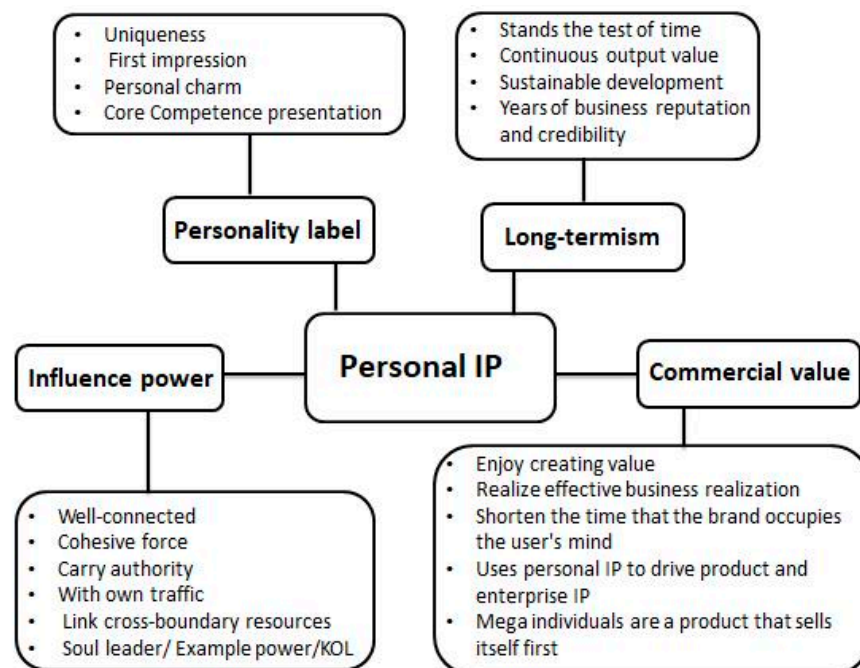 • Uniqueness
• First impression
• Personal charm
• Core Competence presentation
• Stands the test of time
• Continuous output value
• Sustainable development
• Years of business reputation
and credibility
Personality label
Long-termism
Personal IP
Influence power
Commercial value
• Well-connected
• Cohesive force
• Carry authority
• With own traffic
• Link cross-boundary resources
• Soul leader/ Example power/KOL
• Enjoy creating value
• Realize effective business realization
• Shorten the time that the brand occupies
the user's mind
• Uses personal IP to drive product and
enterprise IP
• Mega individuals are a product that sells
itself first